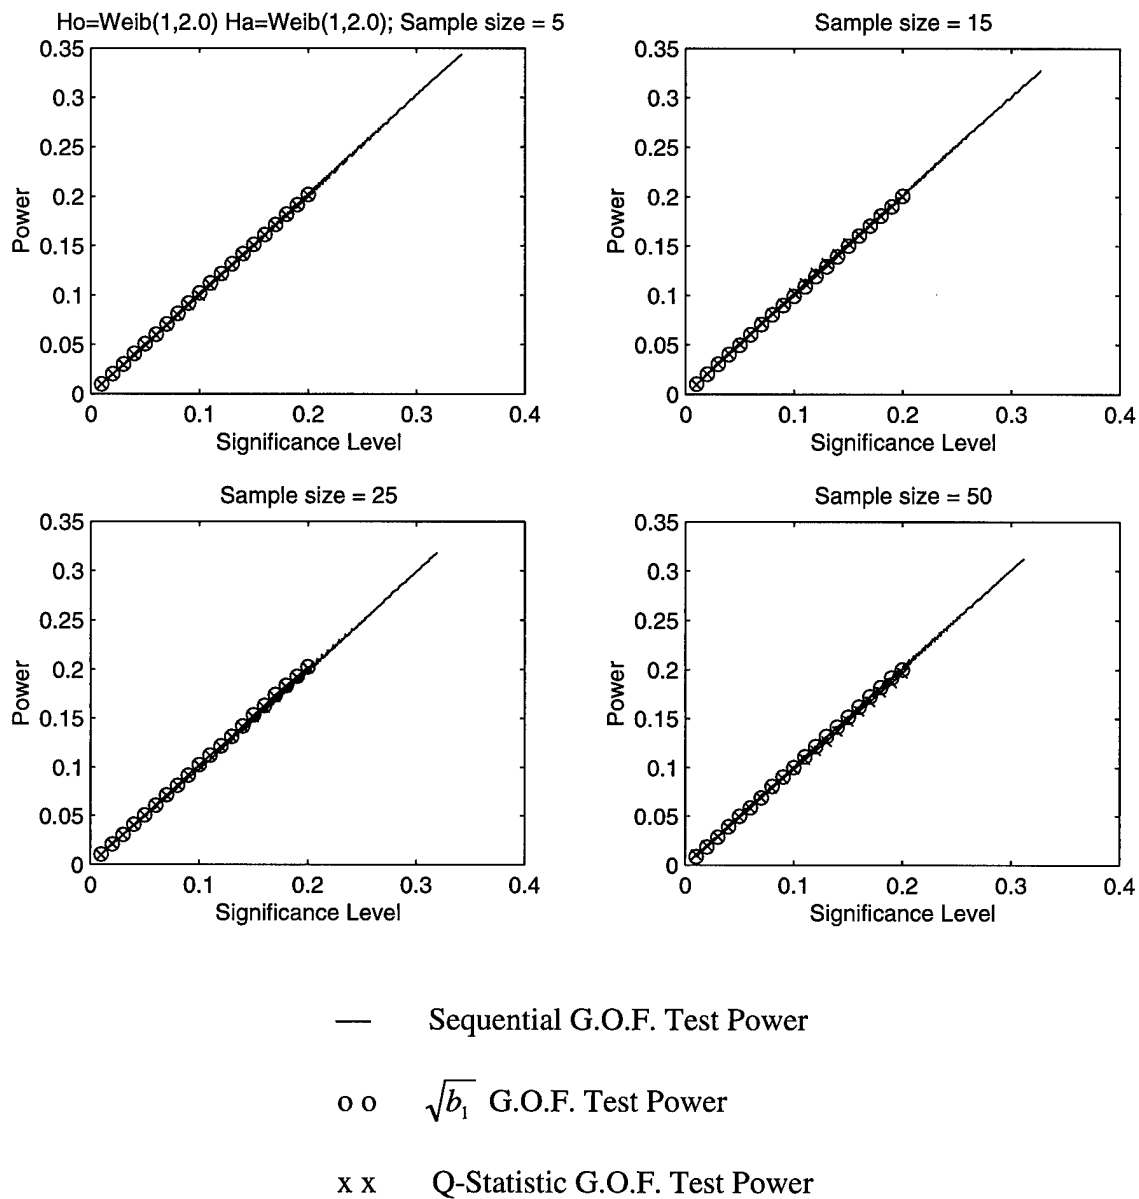 Ho=Weib(1,2.0) Ha=Weib(1,2.0); Sample size = 5
0.35
0.3
0.25
0.2
0.15
0.1
0.05
0
Power
0 0.1 0.2 0.3 0.4
Significance Level
Sample size = 15
0.35
0.3
0.25
0.2
0.15
0.1
0.05
0
Power
0 0.1 0.2 0.3 0.4
Significance Level
Sample size = 25
0.35
0.3
0.25
0.2
0.15
0.1
0.05
0
Power
0 0.1 0.2 0.3 0.4
Significance Level
Sample size = 50
0.35
0.3
0.25
0.2
0.15
0.1
0.05
0
Power
0 0.1 0.2 0.3 0.4
Significance Level
— Sequential G.O.F. Test Power
o o √b₁ G.O.F. Test Power
x x Q-Statistic G.O.F. Test Power